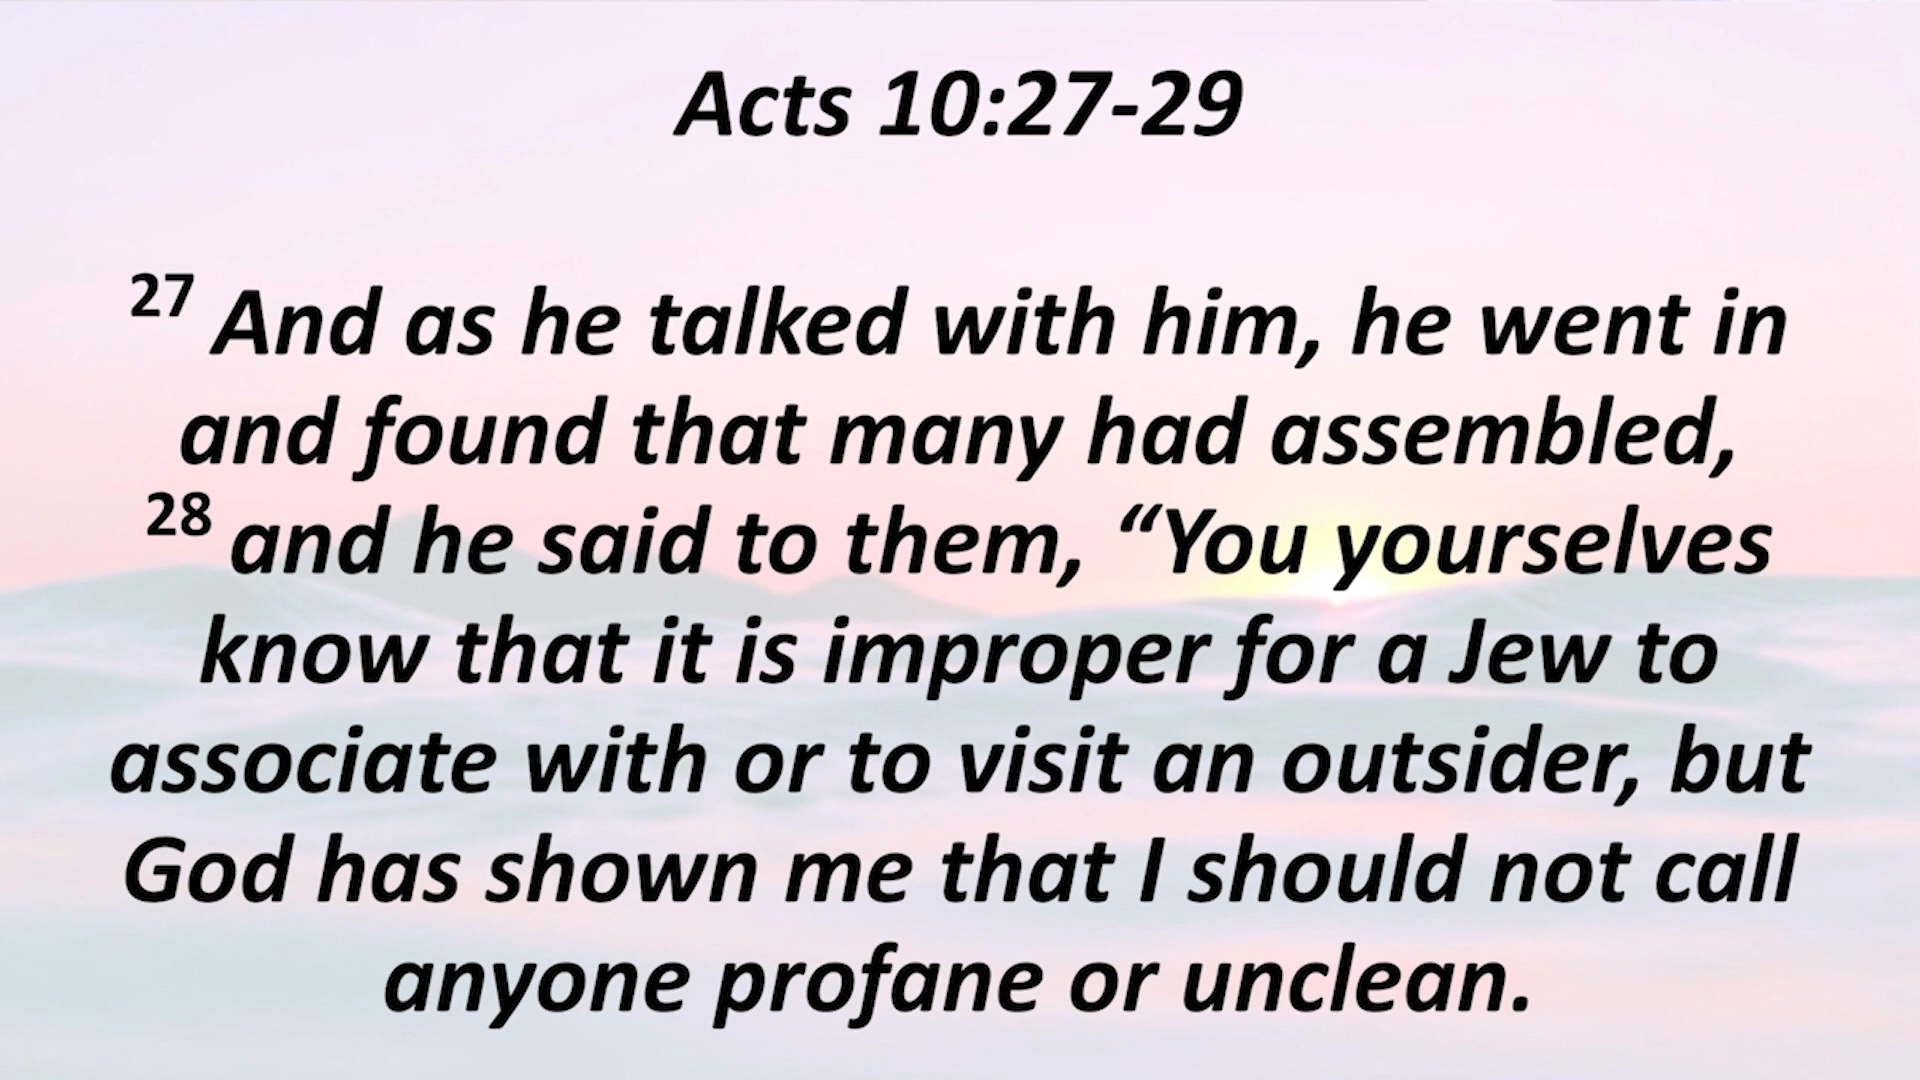 Acts 10:27-29
27 And as he talked with him, he went in
and found that many had assembled,
28 and he said to them, “You yourselves
know that it is improper for a Jew to
associate with or to visit an outsider, but
God has shown me that I should not call
anyone profane or unclean.